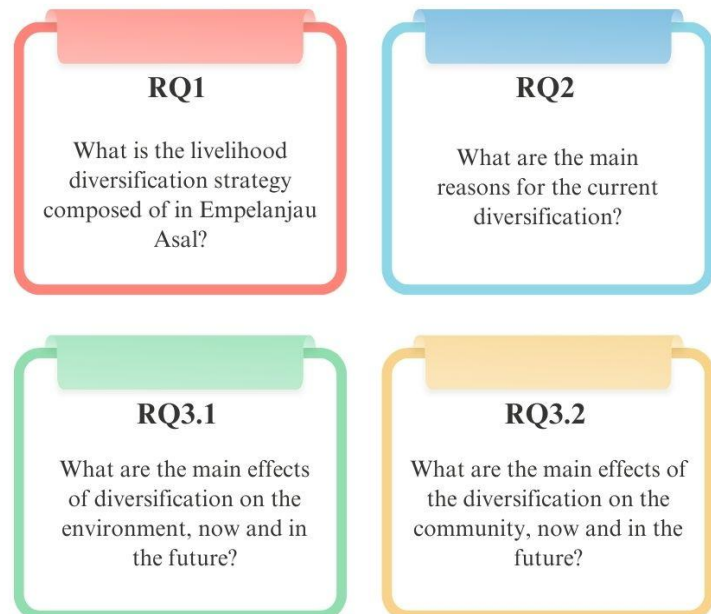 RQ1
What is the livelihood
diversification strategy
composed of in Empelanjau
Asal?
RQ2
What are the main
reasons for the current
diversification?
RQ3.1
What are the main effects
of diversification on the
environment, now and in
the future?
RQ3.2
What are the main effects of
the diversification on the
community, now and in the
future?